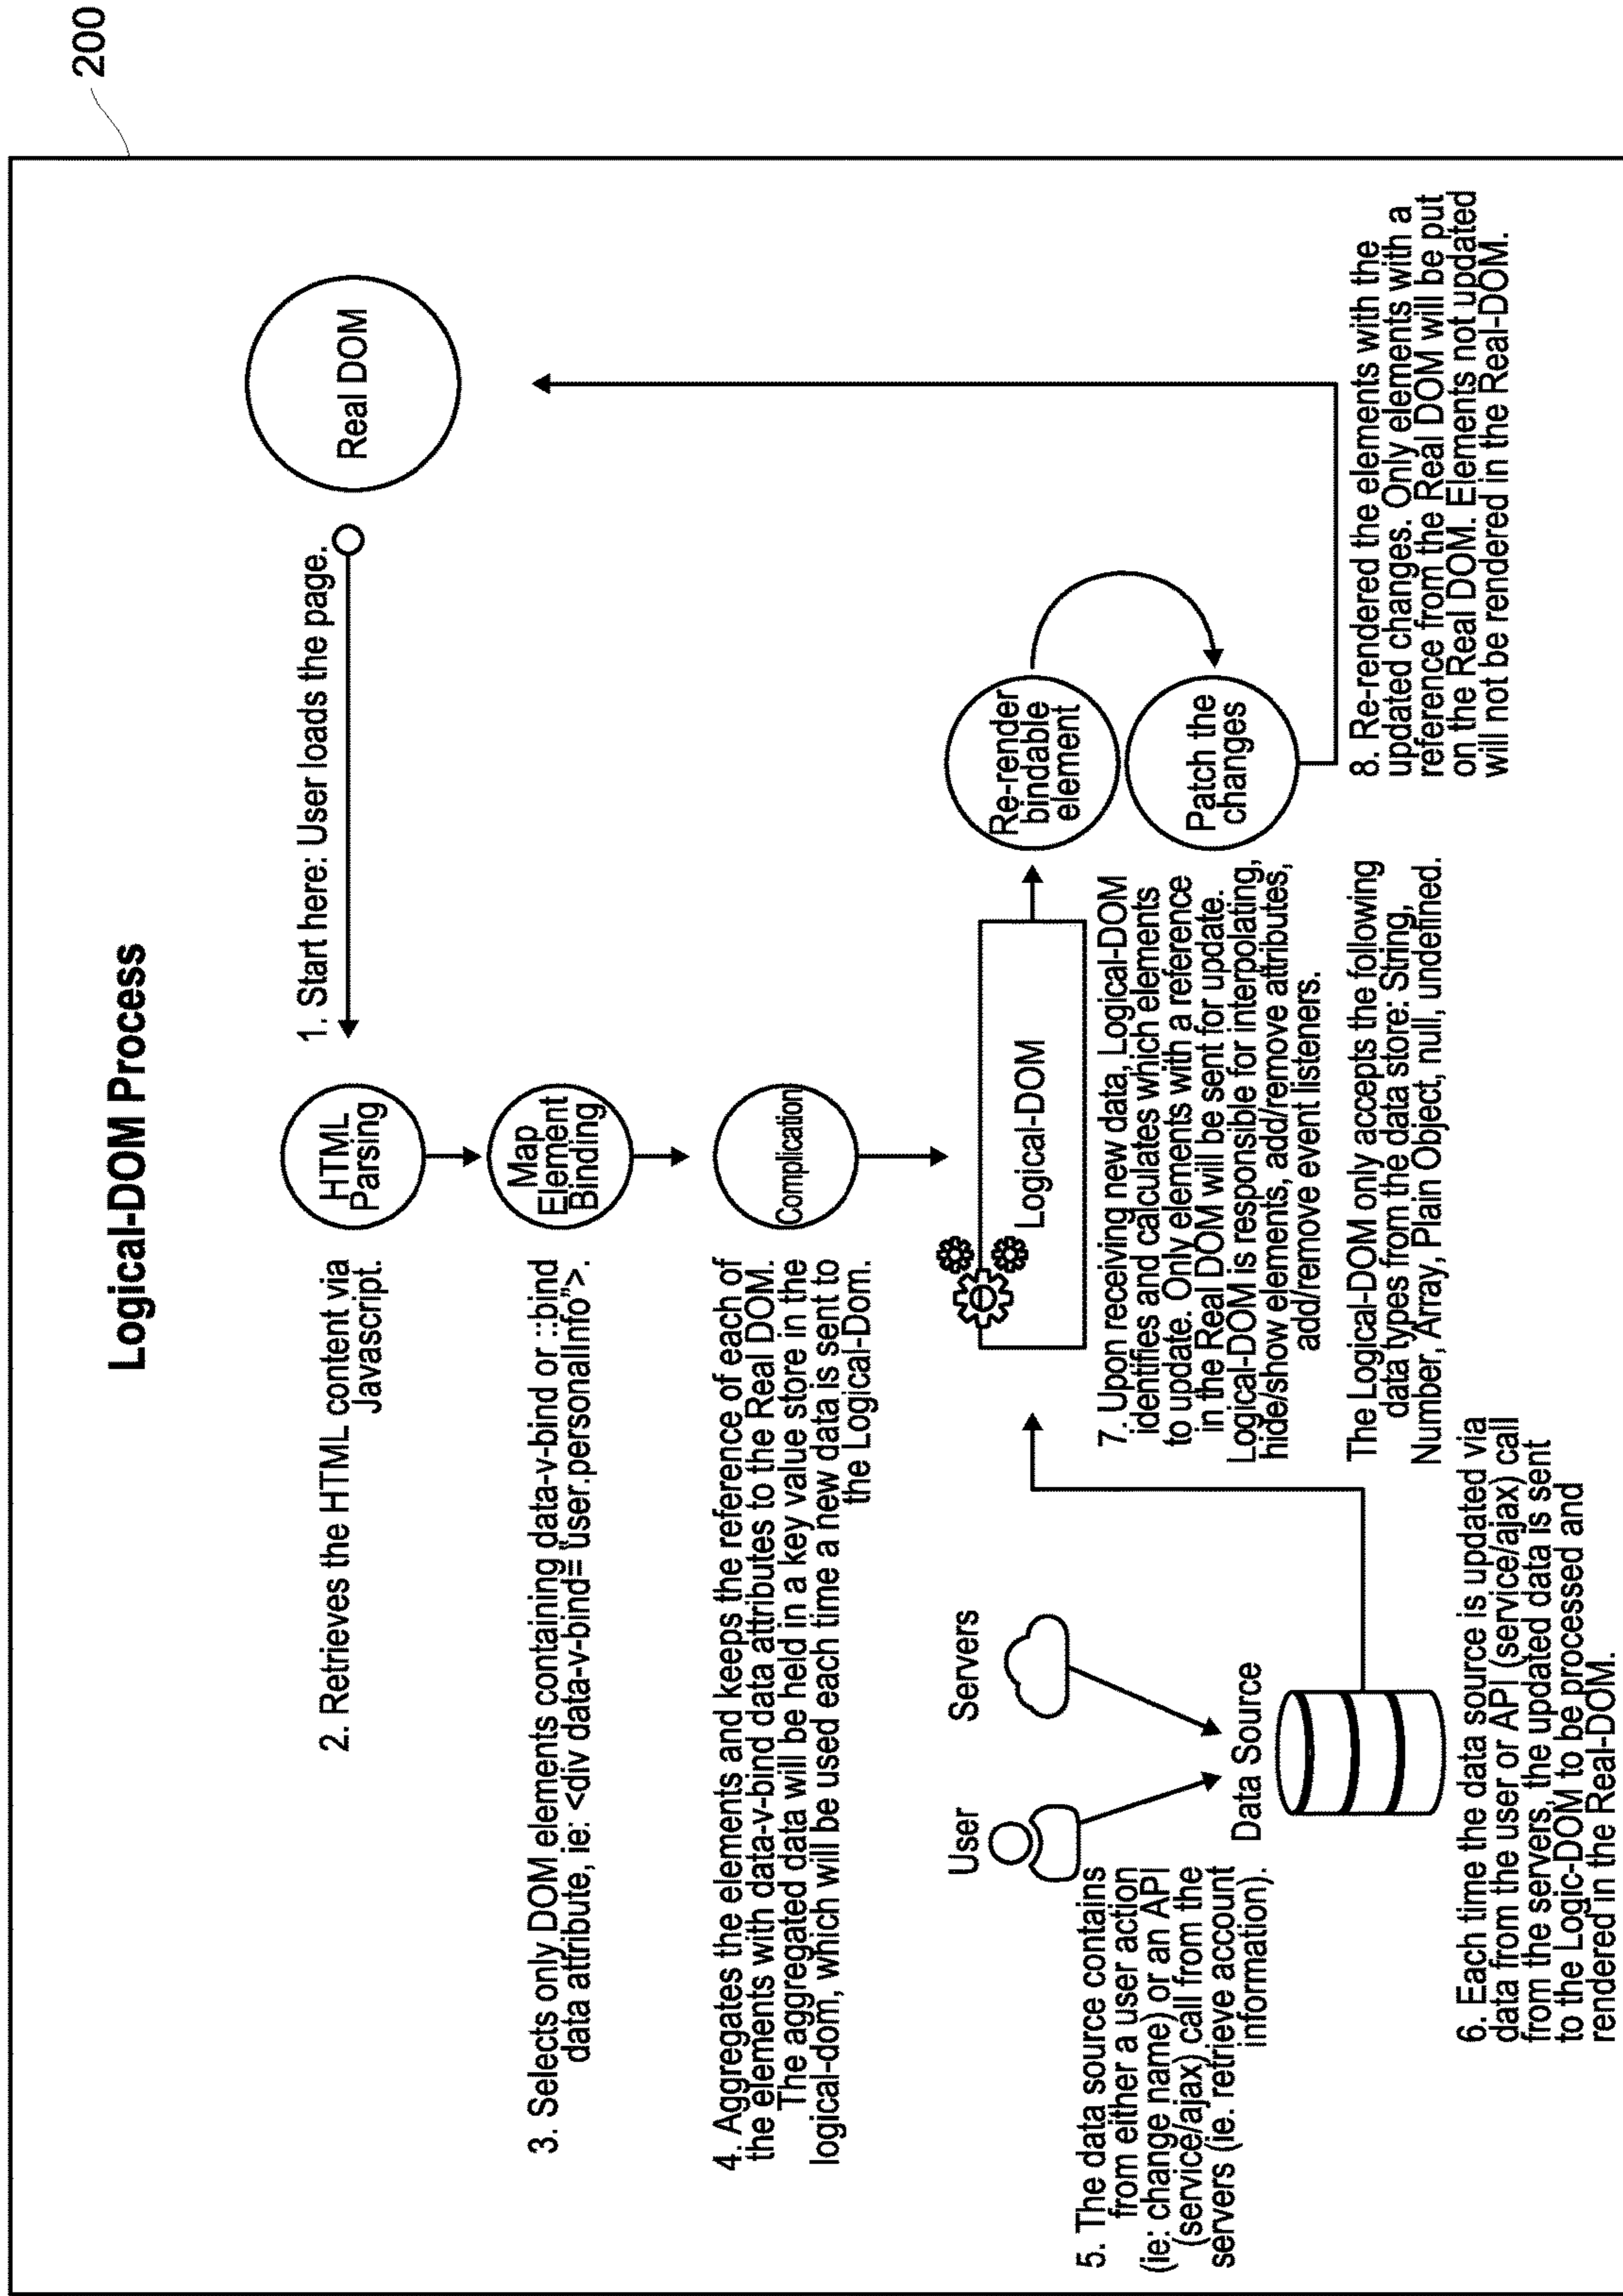 200
Logical-DOM Process
Real DOM
1. Start here: User loads the page.
HTML
Parsing
2. Retrieves the HTML content via
Javascript.
Map
Element
Binding
3. Selects only DOM elements containing data-v-bind or ::bind
data attribute, ie: <div data-v-bind="user.personalInfo">.
Complication
4. Aggregates the elements and keeps the reference of each of
the elements with data-v-bind data attributes to the Real DOM.
The aggregated data will be held in a key value store in the
logical-dom, which will be used each time a new data is sent to
the Logical-Dom.
Logical-DOM
User
Servers
Data Source
5. The data source contains
from either a user action
(ie: change name) or an API
(service/ajax) call from the
servers (ie. retrieve account
information).
6. Each time the data source is updated via
data from the user or API (service/ajax) call
from the servers, the updated data is sent
to the Logic-DOM to be processed and
rendered in the Real-DOM.
7. Upon receiving new data, Logical-DOM
identifies and calculates which elements
to update. Only elements with a reference
in the Real DOM will be sent for update.
Logical-DOM is responsible for interpolating,
hide/show elements, add/remove attributes,
add/remove event listeners.
The Logical-DOM only accepts the following
data types from the data store: String,
Number, Array, Plain Object, null, undefined.
Re-render
bindable
element
Patch the
changes
8. Re-rendered the elements with the
updated changes. Only elements with a
reference from the Real DOM will be put
on the Real DOM. Elements not updated
will not be rendered in the Real-DOM.